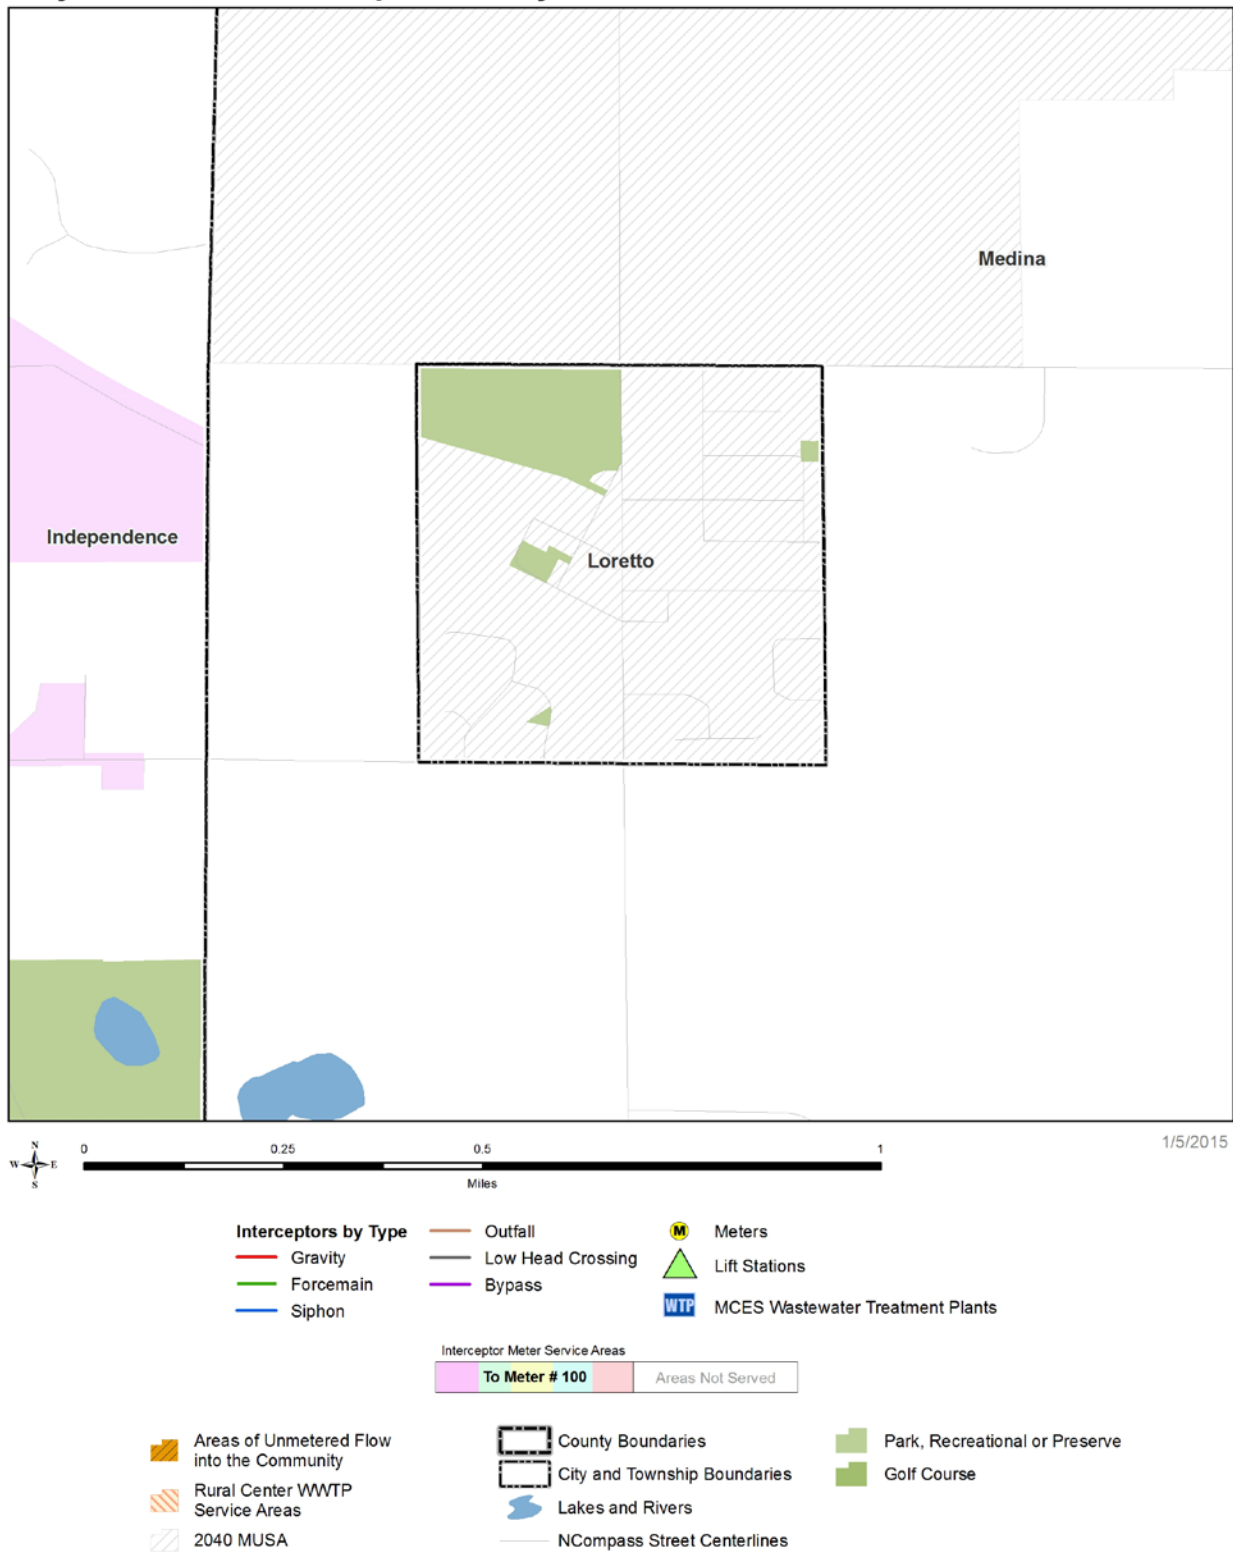 Medina
Independence
Loretto
1/5/2015
N
W E
S
0 0.25 0.5 1
Miles
Interceptors by Type
Gravity
Forcemain
Siphon
Outfall
Low Head Crossing
Bypass
M Meters
Lift Stations
WTP MCES Wastewater Treatment Plants
Interceptor Meter Service Areas
To Meter # 100 Areas Not Served
Areas of Unmetered Flow
into the Community
Rural Center WWTP
Service Areas
2040 MUSA
County Boundaries
City and Township Boundaries
Lakes and Rivers
NCompass Street Centerlines
Park, Recreational or Preserve
Golf Course